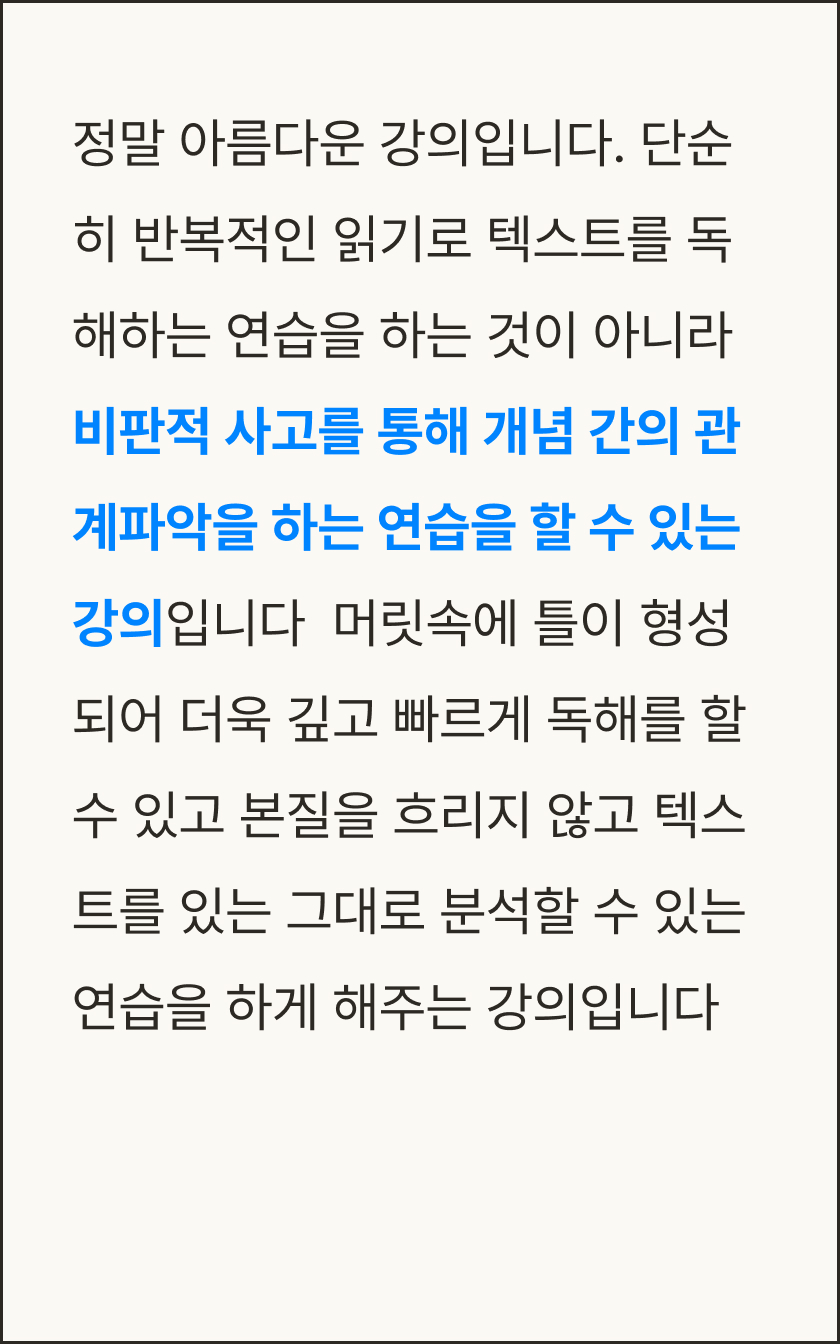 정말 아름다운 강의입니다. 단순
히 반복적인 읽기로 텍스트를 독
해하는 연습을 하는 것이 아니라
비판적 사고를 통해 개념 간의 관
계파악을 하는 연습을 할 수 있는
강의입니다  머릿속에 틀이 형성
되어 더욱 깊고 빠르게 독해를 할
수 있고 본질을 흐리지 않고 텍스
트를 있는 그대로 분석할 수 있는
연습을 하게 해주는 강의입니다